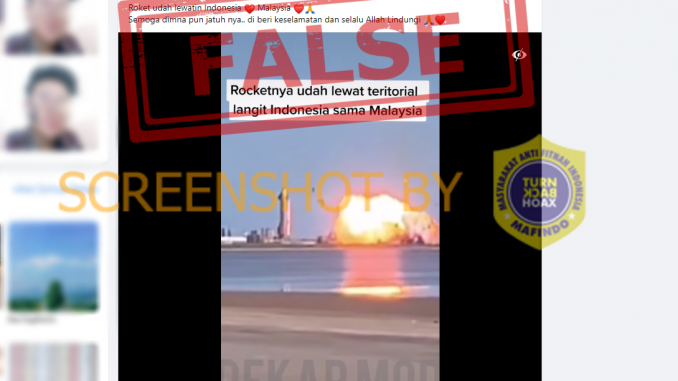 Roket udah lewatin Indonesia ❤️ Malaysia ❤️🙏
Semoga dimna pun jatuh nya.. di beri keselamatan dan selalu Allah Lindungi 🙏❤️
FALSE
Rocketnya udah lewat teritorial
langit Indonesia sama Malaysia
SCREENSHOT BY
MASYARAKAT ANTI FITNAH INDONESIA
TURN
BACK
HOAX
MAFINDO